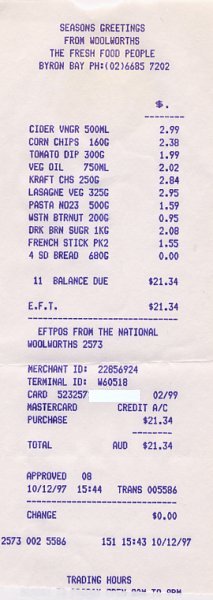 SEASONS GREETINGS
FROM WOOLWORTHS
THE FRESH FOOD PEOPLE
BYRON BAY PH:(02)6685 7202
$.
CIDER VNGR 500ML 2.99
CORN CHIPS 160G 2.38
TOMATO DIP 300G 1.99
VEG OIL 750ML 2.02
KRAFT CHS 250G 2.84
LASAGNE VEG 325G 2.95
PASTA NO23 500G 1.59
WSTN BTRNUT 200G 0.95
DRK BRN SUGR 1KG 2.08
FRENCH STICK PK2 1.55
4 SD BREAD 680G 0.00
11 BALANCE DUE $21.34
E.F.T. $21.34
EFTPOS FROM THE NATIONAL
WOOLWORTHS 2573
MERCHANT ID: 22856924
TERMINAL ID: W60518
CARD 523257 02/99
MASTERCARD CREDIT A/C
PURCHASE $21.34
TOTAL AUD $21.34
APPROVED 08
10/12/97 15:44 TRANS 005586
CHANGE $0.00
2573 002 5586 151 15:43 10/12/97
TRADING HOURS